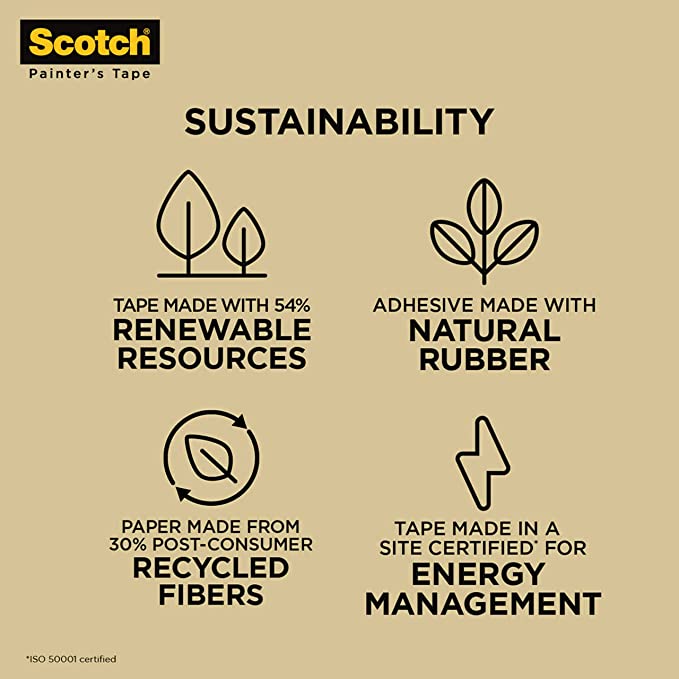 Scotch®
Painter's Tape
SUSTAINABILITY
TAPE MADE WITH 54%
RENEWABLE
RESOURCES
ADHESIVE MADE WITH
NATURAL
RUBBER
PAPER MADE FROM
30% POST-CONSUMER
RECYCLED
FIBERS
TAPE MADE IN A
SITE CERTIFIED* FOR
ENERGY
MANAGEMENT
*ISO 50001 certified